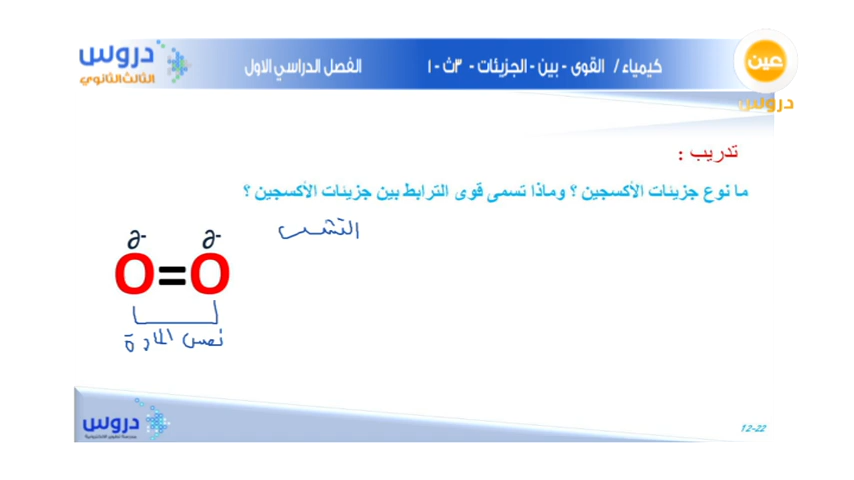 دروس
الثالث الثانوي
كيمياء / القوى - بين - الجزيئات - ٣ث - ١
الفصل الدراسي الاول
عين
دروس
تدريب :
ما نوع جزيئات الأكسجين ؟ وماذا تسمى قوى الترابط بين جزيئات الأكسجين ؟
التشتت
∂- ∂-
O=O
نفس المادة
دروس
12-22